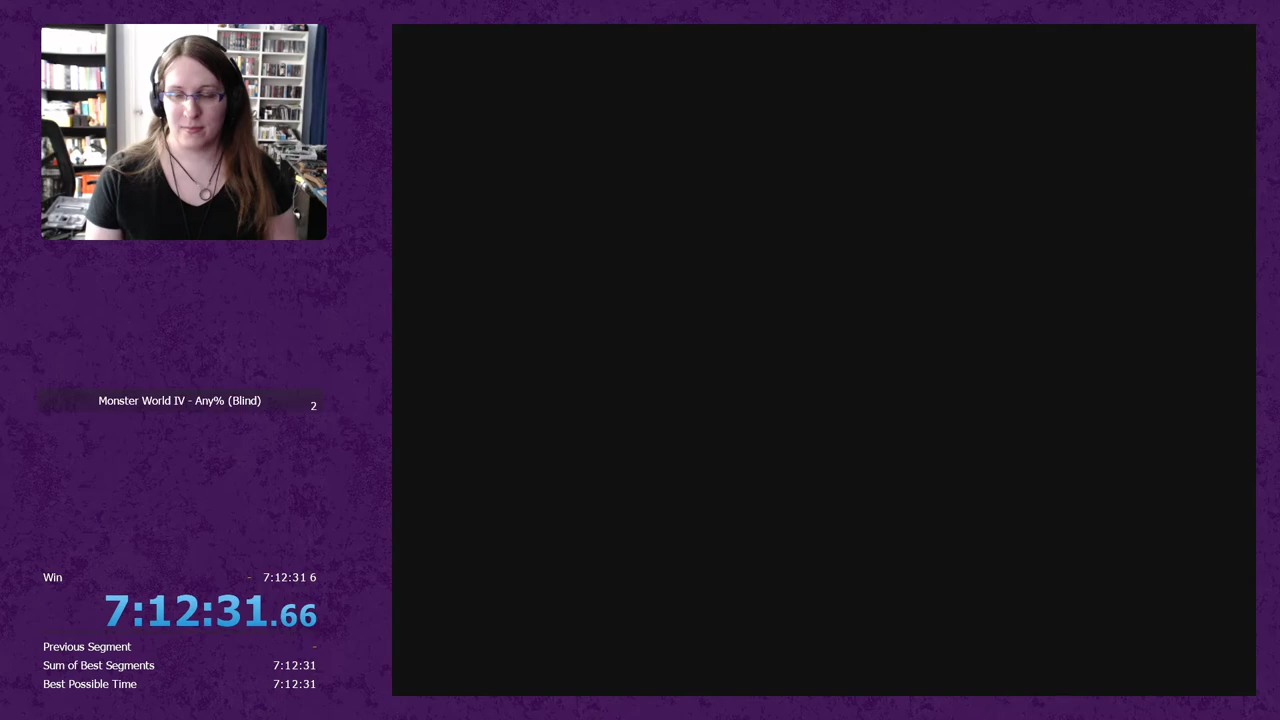 Monster World IV - Any% (Blind)
2
Win - 7:12:31 6
7:12:31.66
Previous Segment -
Sum of Best Segments 7:12:31
Best Possible Time 7:12:31